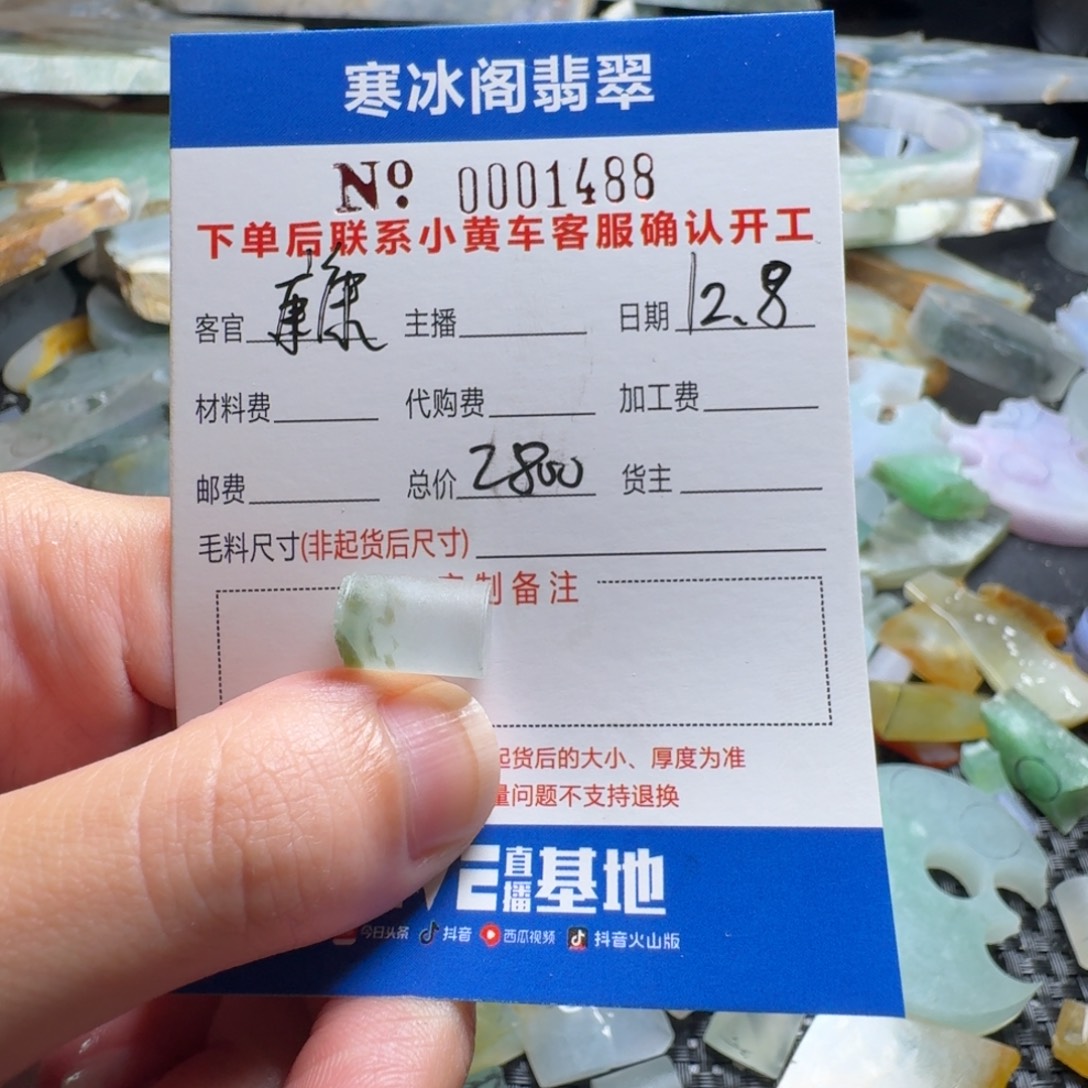 寒冰阁翡翠
No. 0001488
下单后联系小黄车客服确认开工
客官 主播 日期 12.8
材料费 代购费 加工费
邮费 总价 2800 货主
毛料尺寸(非起货后尺寸)
制备注
起货后的大小、厚度为准
量问题不支持退换
直播基地
今日头条 抖音 西瓜视频 抖音火山版